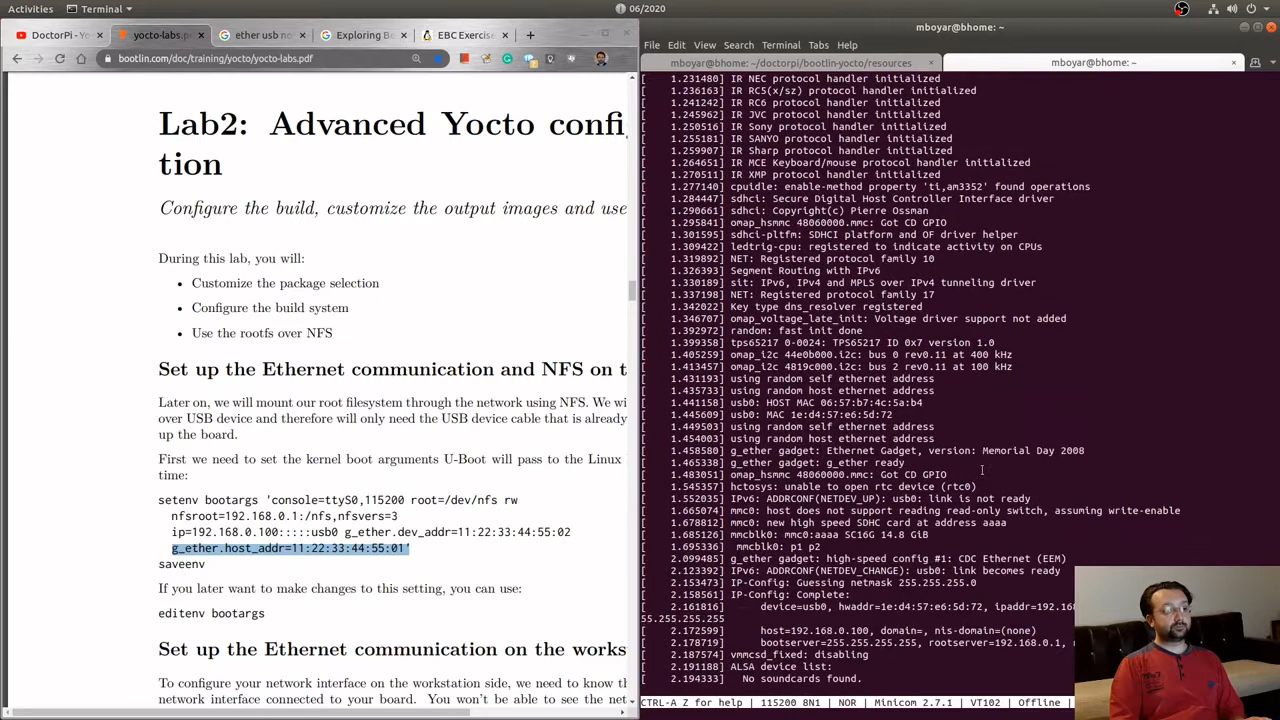 Activities
Terminal
06/2020
DoctorPi - Yo
yocto-labs.p
ether usb no
Exploring Bo
EBC Exercise
bootlin.com/doc/training/yocto/yocto-labs.pdf
Lab2: Advanced Yocto config
tion
Configure the build, customize the output images and use
During this lab, you will:
• Customize the package selection
• Configure the build system
• Use the rootfs over NFS
Set up the Ethernet communication and NFS on t
Later on, we will mount our root filesystem through the network using NFS. We wi
over USB device and therefore will only need the USB device cable that is already
up the board.
First we need to set the kernel boot arguments U-Boot will pass to the Linux
time:
setenv bootargs 'console=ttyS0,115200 root=/dev/nfs rw
nfsroot=192.168.0.1:/nfs,nfsvers=3
ip=192.168.0.100:::::usb0 g_ether.dev_addr=11:22:33:44:55:02
g_ether.host_addr=11:22:33:44:55:01'
saveenv
If you later want to make changes to this setting, you can use:
editenv bootargs
Set up the Ethernet communication on the works
To configure your network interface on the workstation side, we need to know th
network interface connected to your board. You won't be able to see the net
mboyar@bhome: ~
File Edit View Search Terminal Tabs Help
mboyar@bhome: ~/doctorpi/bootlin-yocto/resources
mboyar@bhome: ~
[    1.231480] IR NEC protocol handler initialized
[    1.236163] IR RC5(x/sz) protocol handler initialized
[    1.241242] IR RC6 protocol handler initialized
[    1.245962] IR JVC protocol handler initialized
[    1.250516] IR Sony protocol handler initialized
[    1.255181] IR SANYO protocol handler initialized
[    1.259907] IR Sharp protocol handler initialized
[    1.264651] IR MCE Keyboard/mouse protocol handler initialized
[    1.270511] IR XMP protocol handler initialized
[    1.277140] cpuidle: enable-method property 'ti,am3352' found operations
[    1.284447] sdhci: Secure Digital Host Controller Interface driver
[    1.290661] sdhci: Copyright(c) Pierre Ossman
[    1.295841] omap_hsmmc 48060000.mmc: Got CD GPIO
[    1.301595] sdhci-pltfm: SDHCI platform and OF driver helper
[    1.309422] ledtrig-cpu: registered to indicate activity on CPUs
[    1.319892] NET: Registered protocol family 10
[    1.326393] Segment Routing with IPv6
[    1.330189] sit: IPv6, IPv4 and MPLS over IPv4 tunneling driver
[    1.337198] NET: Registered protocol family 17
[    1.342022] Key type dns_resolver registered
[    1.346707] omap_voltage_late_init: Voltage driver support not added
[    1.392972] random: fast init done
[    1.399358] tps65217 0-0024: TPS65217 ID 0x7 version 1.0
[    1.405259] omap_i2c 44e0b000.i2c: bus 0 rev0.11 at 400 kHz
[    1.413457] omap_i2c 4819c000.i2c: bus 2 rev0.11 at 100 kHz
[    1.431193] using random self ethernet address
[    1.435733] using random host ethernet address
[    1.441158] usb0: HOST MAC 06:57:b7:4c:5a:b4
[    1.445609] usb0: MAC 1e:d4:57:e6:5d:72
[    1.449503] using random self ethernet address
[    1.454003] using random host ethernet address
[    1.458580] g_ether gadget: Ethernet Gadget, version: Memorial Day 2008
[    1.465338] g_ether gadget: g_ether ready
[    1.483051] omap_hsmmc 48060000.mmc: Got CD GPIO
[    1.545357] hctosys: unable to open rtc device (rtc0)
[    1.552035] IPv6: ADDRCONF(NETDEV_UP): usb0: link is not ready
[    1.665074] mmc0: host does not support reading read-only switch, assuming write-enable
[    1.678812] mmc0: new high speed SDHC card at address aaaa
[    1.685126] mmcblk0: mmc0:aaaa SC16G 14.8 GiB
[    1.695336]  mmcblk0: p1 p2
[    2.099485] g_ether gadget: high-speed config #1: CDC Ethernet (EEM)
[    2.123392] IPv6: ADDRCONF(NETDEV_CHANGE): usb0: link becomes ready
[    2.153473] IP-Config: Guessing netmask 255.255.255.0
[    2.158561] IP-Config: Complete:
[    2.161816]      device=usb0, hwaddr=1e:d4:57:e6:5d:72, ipaddr=192.168
55.255.255.255
[    2.172599]      host=192.168.0.100, domain=, nis-domain=(none)
[    2.178719]      bootserver=255.255.255.255, rootserver=192.168.0.1,
[    2.187574] vmmcsd_fixed: disabling
[    2.191188] ALSA device list:
[    2.194333]   No soundcards found.
CTRL-A Z for help | 115200 8N1 | NOR | Minicom 2.7.1 | VT102 | Offline |